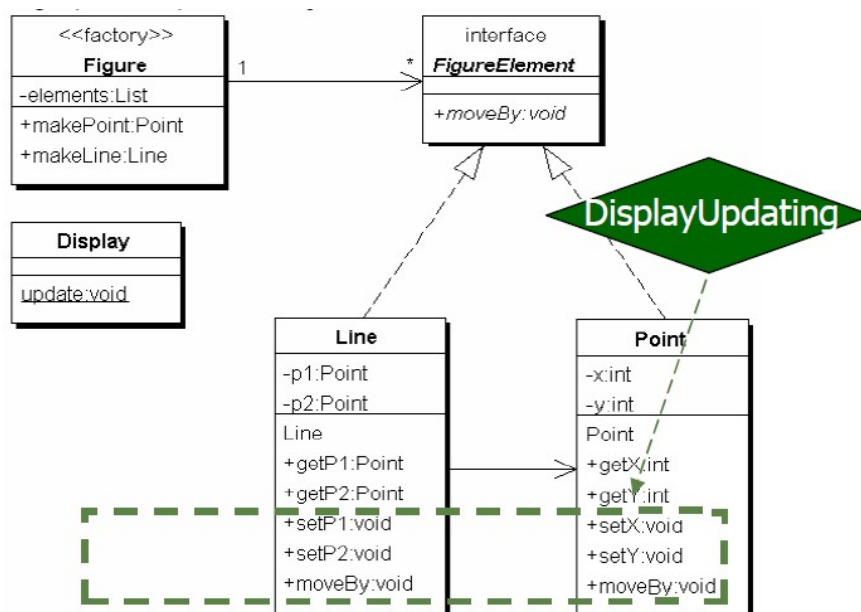 <<factory>>
Figure
-elements:List
+makePoint:Point
+makeLine:Line
1
*
interface
FigureElement
+moveBy:void
DisplayUpdating
Display
update:void
Line
-p1:Point
-p2:Point
Line
+getP1:Point
+getP2:Point
+setP1:void
+setP2:void
+moveBy:void
Point
-x:int
-y:int
Point
+getX:int
+getY:int
+setX:void
+setY:void
+moveBy:void